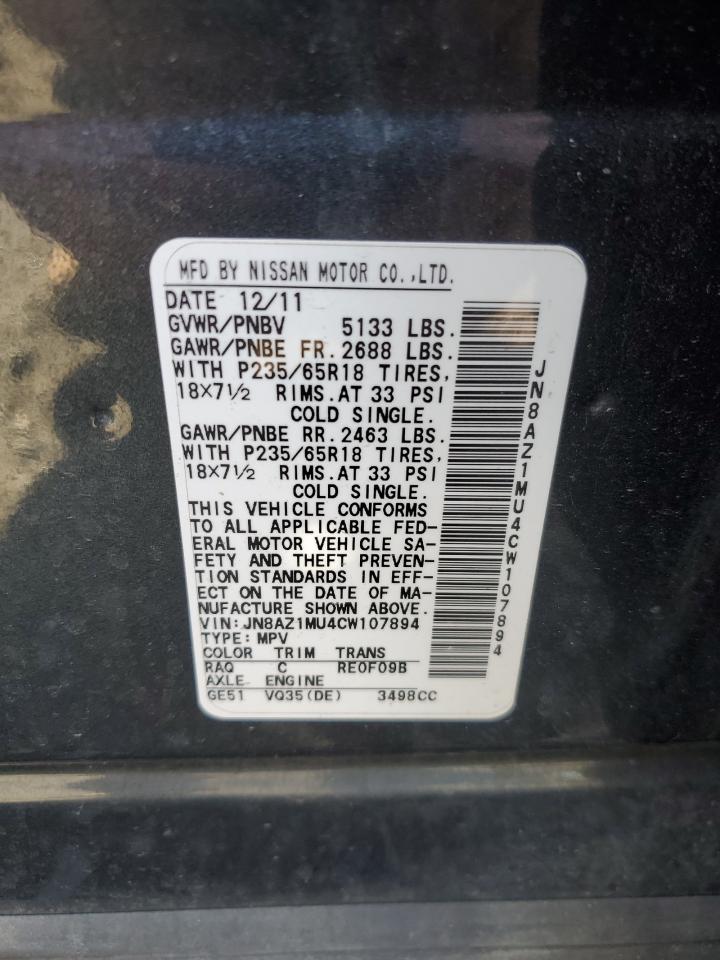 MFD BY NISSAN MOTOR CO.,LTD.
DATE 12/11
GVWR/PNBV 5133 LBS.
GAWR/PNBE FR. 2688 LBS.
WITH P235/65R18 TIRES,
18X7½ RIMS.AT 33 PSI
COLD SINGLE.
GAWR/PNBE RR. 2463 LBS.
WITH P235/65R18 TIRES,
18X7½ RIMS.AT 33 PSI
COLD SINGLE.
THIS VEHICLE CONFORMS
TO ALL APPLICABLE FED-
ERAL MOTOR VEHICLE SA-
FETY AND THEFT PREVEN-
TION STANDARDS IN EFF-
ECT ON THE DATE OF MA-
NUFACTURE SHOWN ABOVE.
VIN:JN8AZ1MU4CW107894
TYPE:MPV
COLOR TRIM TRANS
RAQ C RE0F09B
AXLE ENGINE
GE51 VQ35(DE) 3498CC
JN8AZ1MU4CW107894